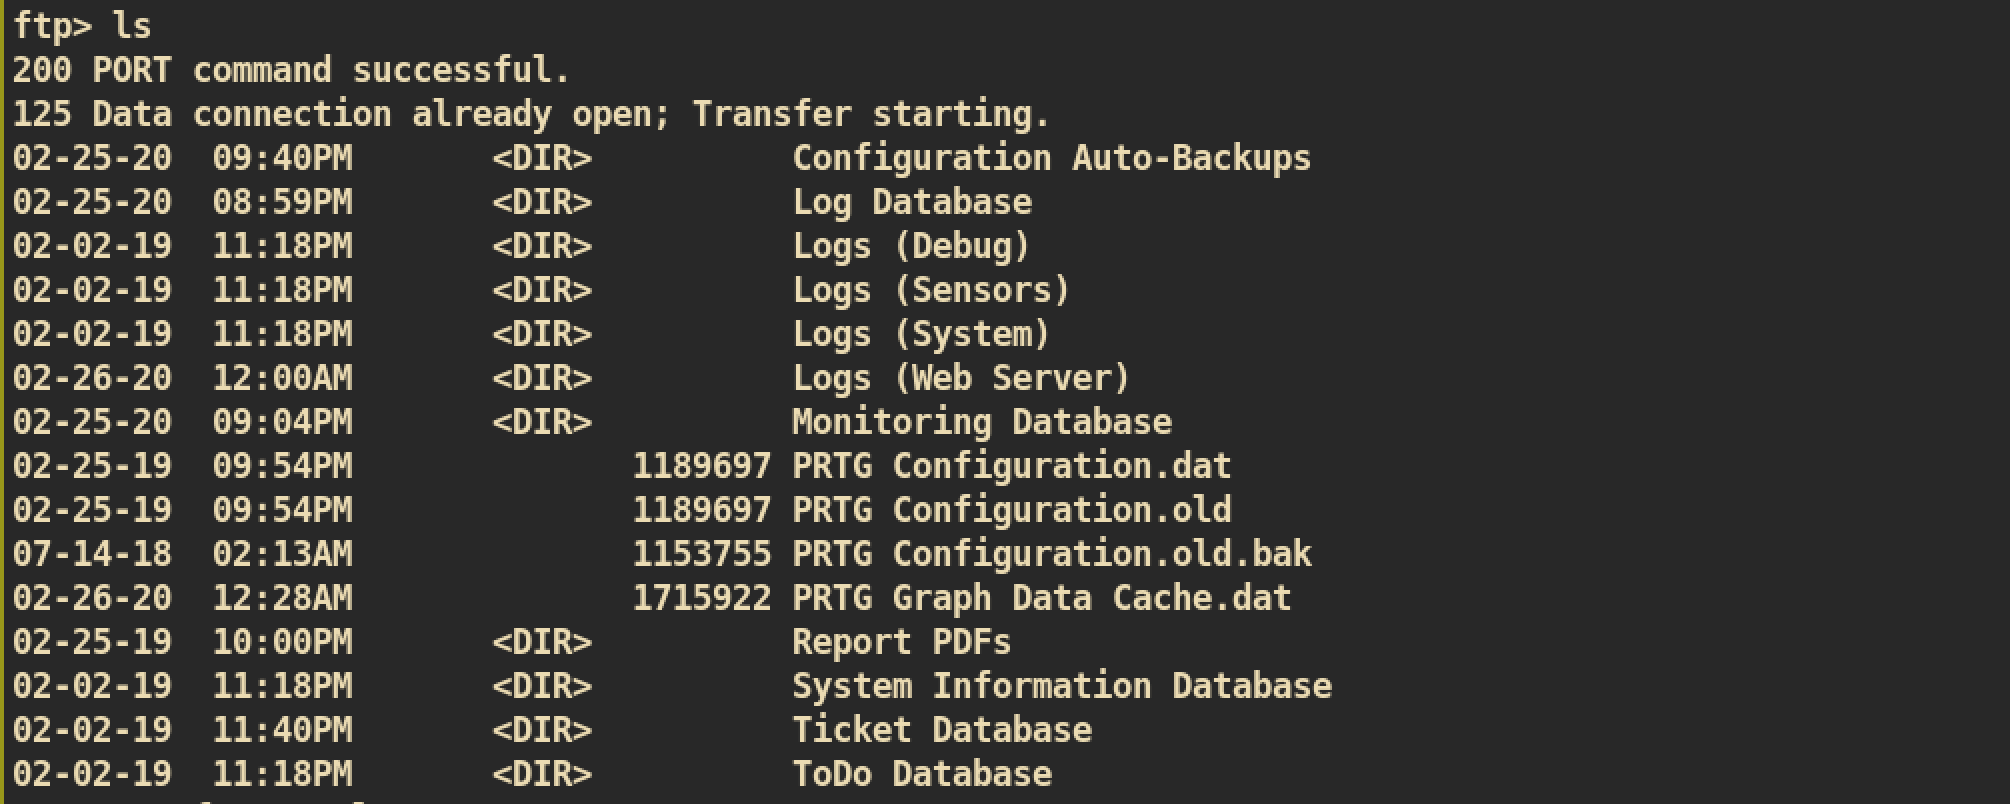 ftp> ls
200 PORT command successful.
125 Data connection already open; Transfer starting.
02-25-20  09:40PM       <DIR>          Configuration Auto-Backups
02-25-20  08:59PM       <DIR>          Log Database
02-02-19  11:18PM       <DIR>          Logs (Debug)
02-02-19  11:18PM       <DIR>          Logs (Sensors)
02-02-19  11:18PM       <DIR>          Logs (System)
02-26-20  12:00AM       <DIR>          Logs (Web Server)
02-25-20  09:04PM       <DIR>          Monitoring Database
02-25-19  09:54PM              1189697 PRTG Configuration.dat
02-25-19  09:54PM              1189697 PRTG Configuration.old
07-14-18  02:13AM              1153755 PRTG Configuration.old.bak
02-26-20  12:28AM              1715922 PRTG Graph Data Cache.dat
02-25-19  10:00PM       <DIR>          Report PDFs
02-02-19  11:18PM       <DIR>          System Information Database
02-02-19  11:40PM       <DIR>          Ticket Database
02-02-19  11:18PM       <DIR>          ToDo Database